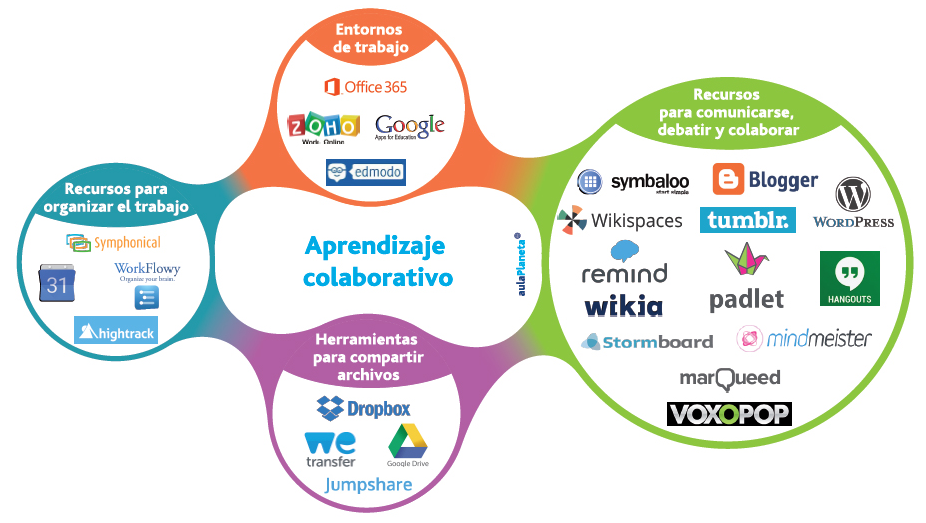 Entornos
de trabajo
Office 365
ZOHO
Work. Online
Google
Apps for Education
edmodo
Recursos para
organizar el trabajo
Symphonical
31
WorkFlowy
Organize your brain.
hightrack
Aprendizaje
colaborativo
aulaPlaneta
Herramientas
para compartir
archivos
Dropbox
we
transfer
Google Drive
Jumpshare
Recursos
para comunicarse,
debatir y colaborar
symbaloo
start simple
Blogger
WORDPRESS
Wikispaces
tumblr.
remind
padlet
HANGOUTS
wikia
Stormboard
mindmeister
marQueed
VOXOPOP